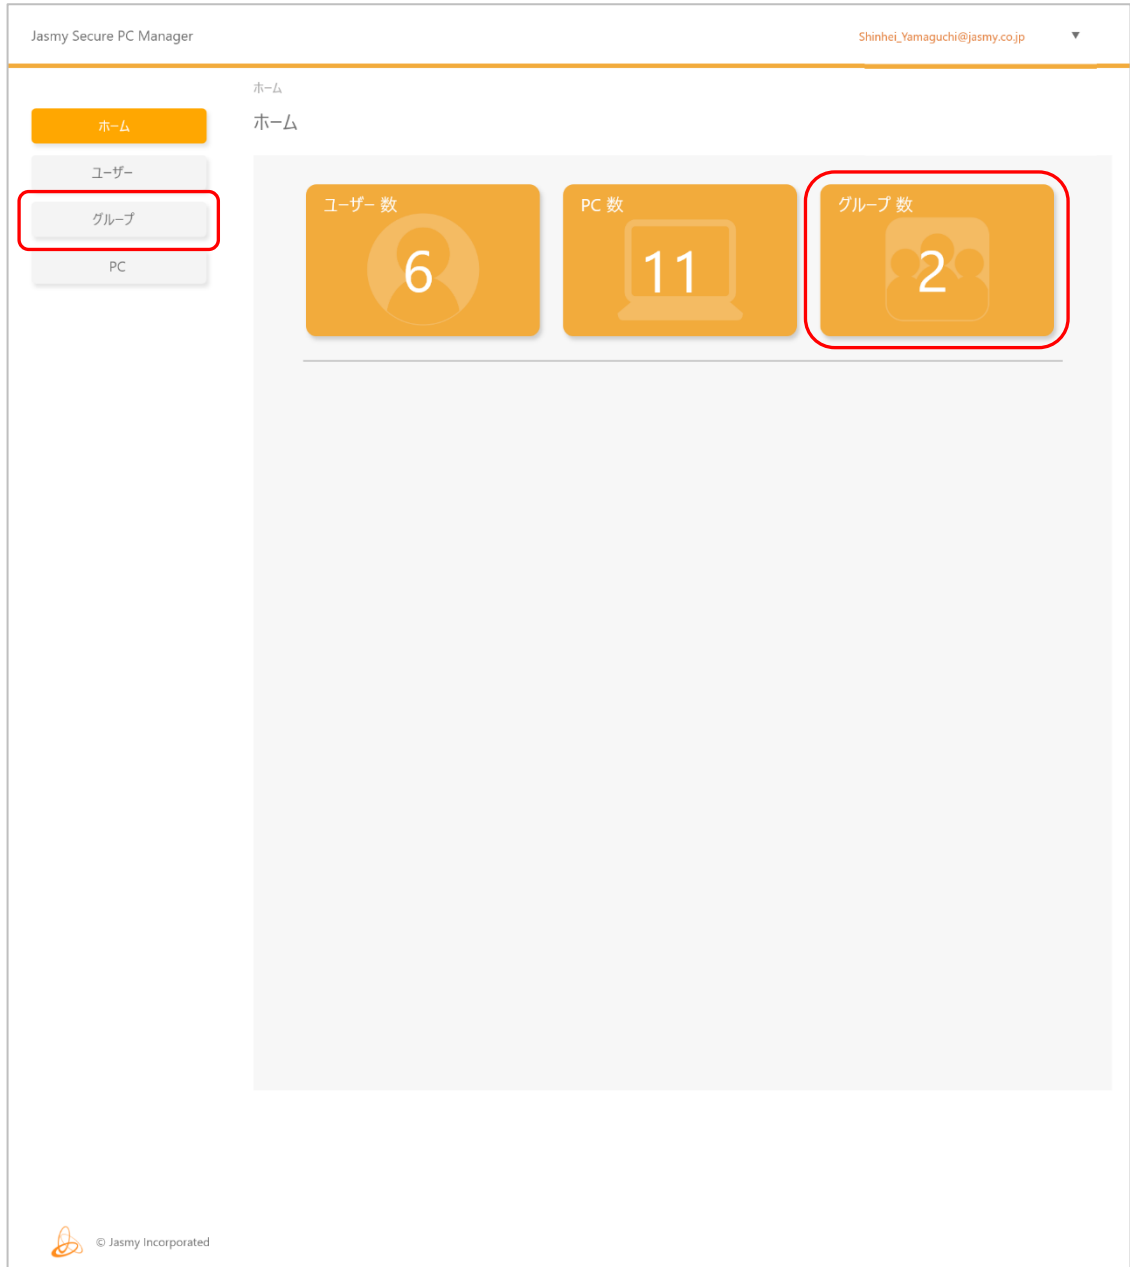 Jasmy Secure PC Manager
Shinhei_Yamaguchi@jasmy.co.jp ▼
ホーム
ホーム
ホーム
ユーザー
グループ
PC
ユーザー 数
6
PC 数
11
グループ 数
2
© Jasmy Incorporated